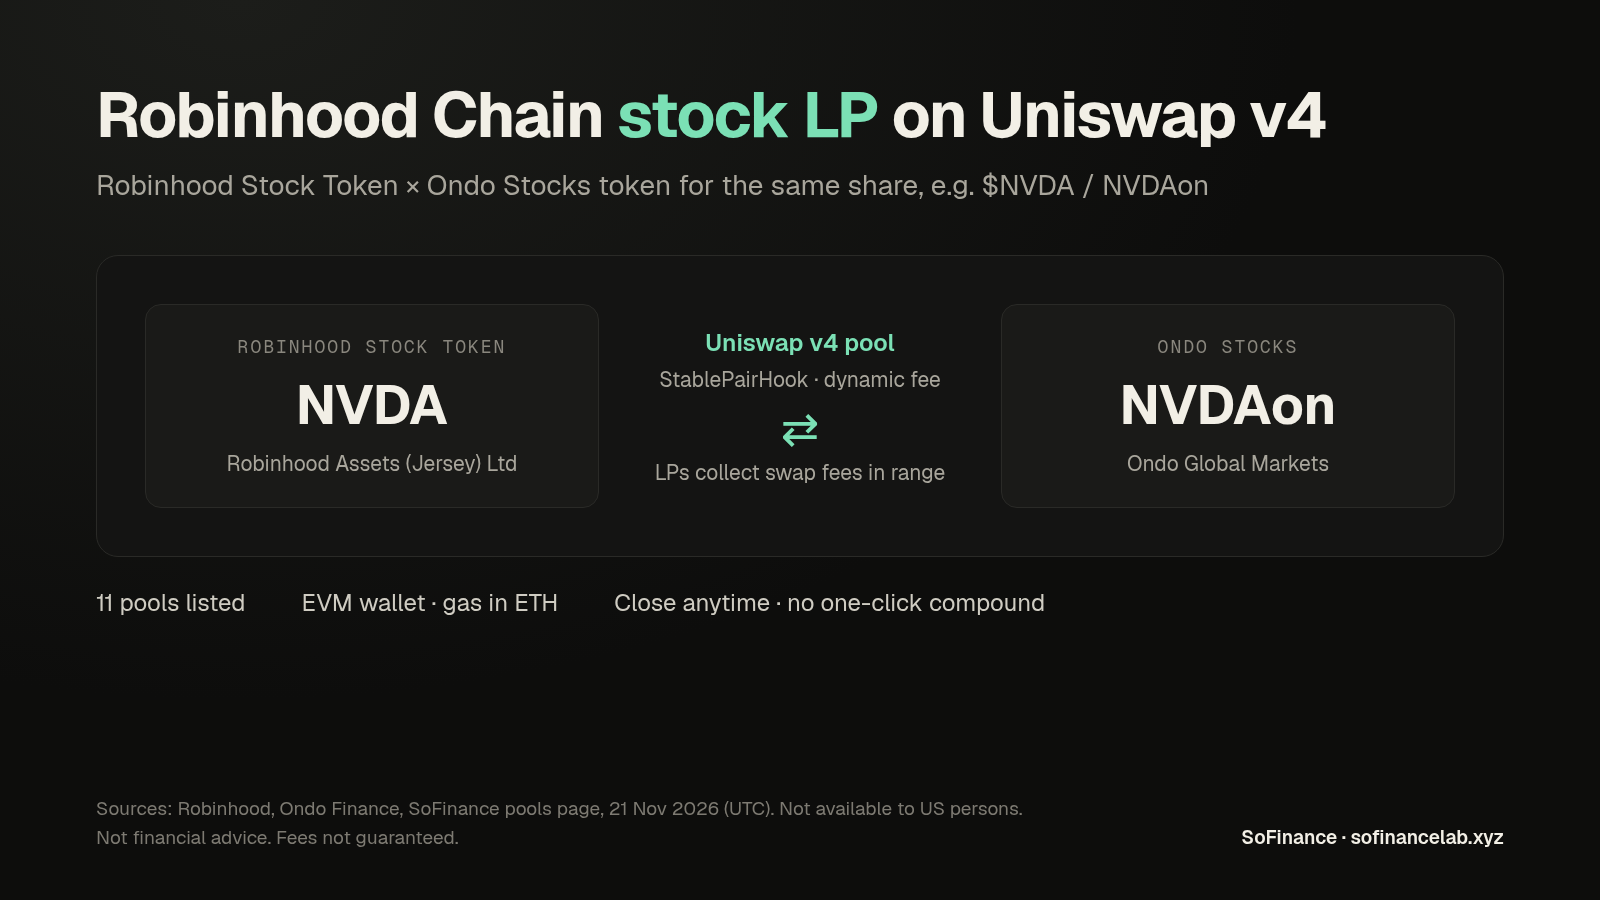 Robinhood Chain stock LP on Uniswap v4
Robinhood Stock Token × Ondo Stocks token for the same share, e.g. $NVDA / NVDAon
ROBINHOOD STOCK TOKEN
NVDA
Robinhood Assets (Jersey) Ltd
Uniswap v4 pool
StablePairHook · dynamic fee
⇄
LPs collect swap fees in range
ONDO STOCKS
NVDAon
Ondo Global Markets
11 pools listed
EVM wallet · gas in ETH
Close anytime · no one-click compound
Sources: Robinhood, Ondo Finance, SoFinance pools page, 21 Nov 2026 (UTC). Not available to US persons.
Not financial advice. Fees not guaranteed.
SoFinance · sofinancelab.xyz